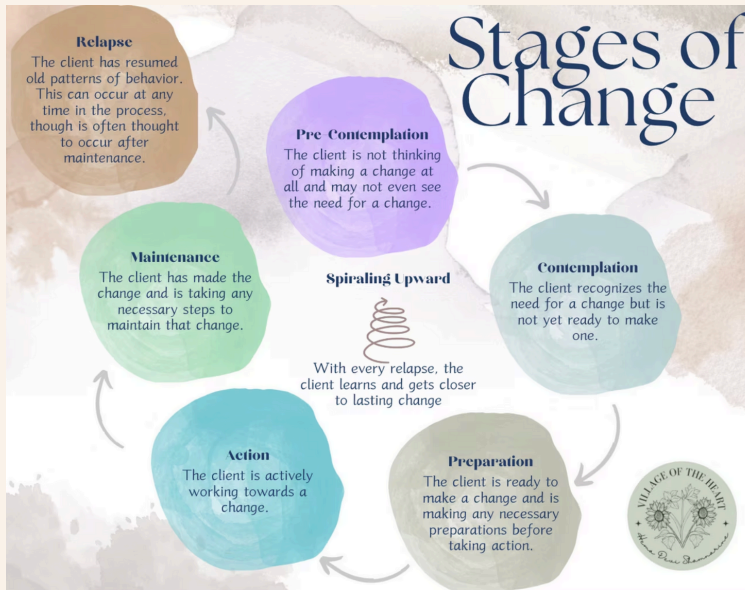 Stages of
Change
Relapse
The client has resumed
old patterns of behavior.
This can occur at any
time in the process,
though is often thought
to occur after
maintenance.
Pre-Contemplation
The client is not thinking
of making a change at
all and may not even see
the need for a change.
Contemplation
The client recognizes the
need for a change but is
not yet ready to make
one.
Preparation
The client is ready to
make a change and is
making any necessary
preparations before
taking action.
Action
The client is actively
working towards a
change.
Maintenance
The client has made the
change and is taking any
necessary steps to
maintain that change.
Spiraling Upward
With every relapse, the
client learns and gets closer
to lasting change
VILLAGE OF THE HEART